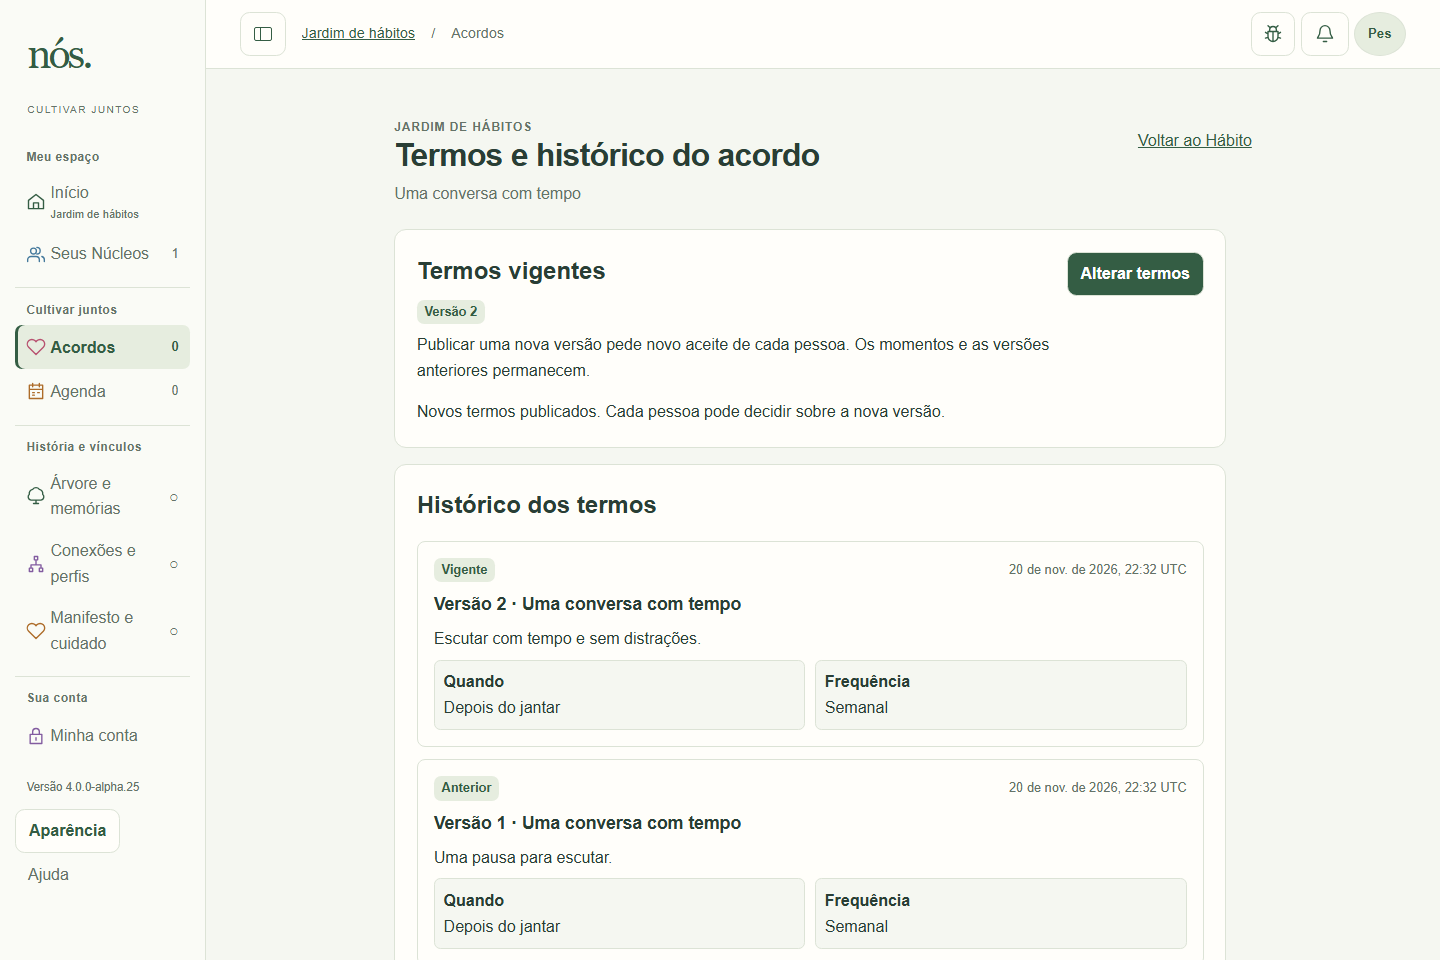 nós.
CULTIVAR JUNTOS
Meu espaço
Início
Jardim de hábitos
Seus Núcleos 1
Cultivar juntos
Acordos 0
Agenda 0
História e vínculos
Árvore e
memórias
Conexões e
perfis
Manifesto e
cuidado
Sua conta
Minha conta
Versão 4.0.0-alpha.25
Aparência
Ajuda
Jardim de hábitos / Acordos
Pes
JARDIM DE HÁBITOS
Termos e histórico do acordo
Uma conversa com tempo
Voltar ao Hábito
Termos vigentes
Alterar termos
Versão 2
Publicar uma nova versão pede novo aceite de cada pessoa. Os momentos e as versões
anteriores permanecem.
Novos termos publicados. Cada pessoa pode decidir sobre a nova versão.
Histórico dos termos
Vigente
20 de nov. de 2026, 22:32 UTC
Versão 2 · Uma conversa com tempo
Escutar com tempo e sem distrações.
Quando
Depois do jantar
Frequência
Semanal
Anterior
20 de nov. de 2026, 22:32 UTC
Versão 1 · Uma conversa com tempo
Uma pausa para escutar.
Quando
Depois do jantar
Frequência
Semanal